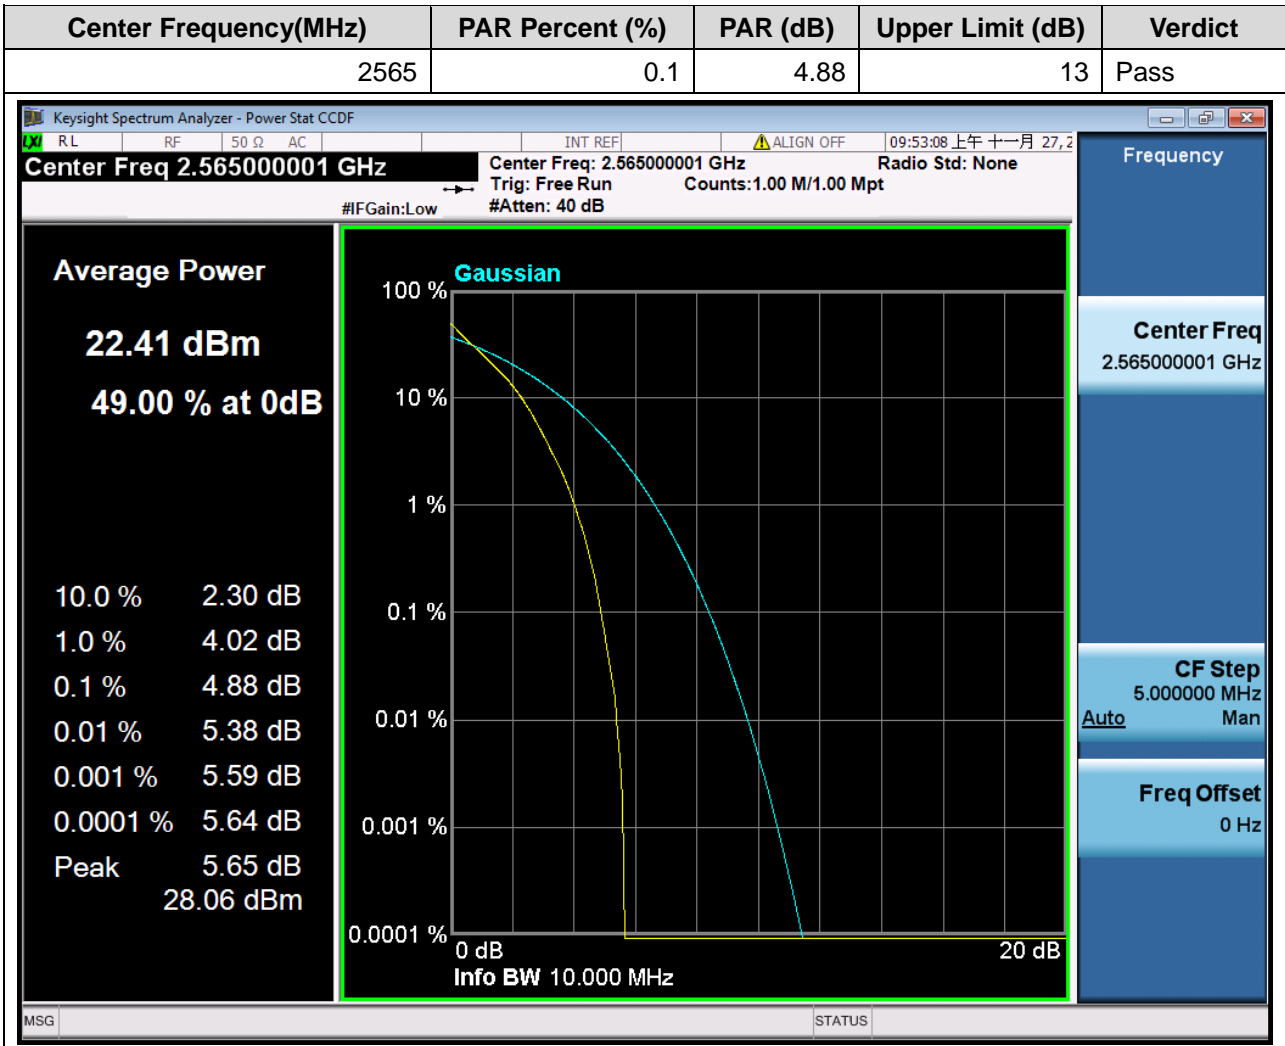 Center Frequency(MHz) PAR Percent (%) PAR (dB) Upper Limit (dB) Verdict
2565 0.1 4.88 13 Pass
Keysight Spectrum Analyzer - Power Stat CCDF
LXI RL RF 50 Ω AC INT REF ALIGN OFF 09:53:08 上午 十一月 27, 2
Center Freq 2.565000001 GHz
Center Freq: 2.565000001 GHz Radio Std: None
Trig: Free Run Counts:1.00 M/1.00 Mpt
#IFGain:Low #Atten: 40 dB
Average Power
22.41 dBm
49.00 % at 0dB
10.0 % 2.30 dB
1.0 % 4.02 dB
0.1 % 4.88 dB
0.01 % 5.38 dB
0.001 % 5.59 dB
0.0001 % 5.64 dB
Peak 5.65 dB
28.06 dBm
Gaussian
100 %
10 %
1 %
0.1 %
0.01 %
0.001 %
0.0001 %
0 dB 20 dB
Info BW 10.000 MHz
Frequency
Center Freq
2.565000001 GHz
CF Step
5.000000 MHz
Auto Man
Freq Offset
0 Hz
MSG STATUS